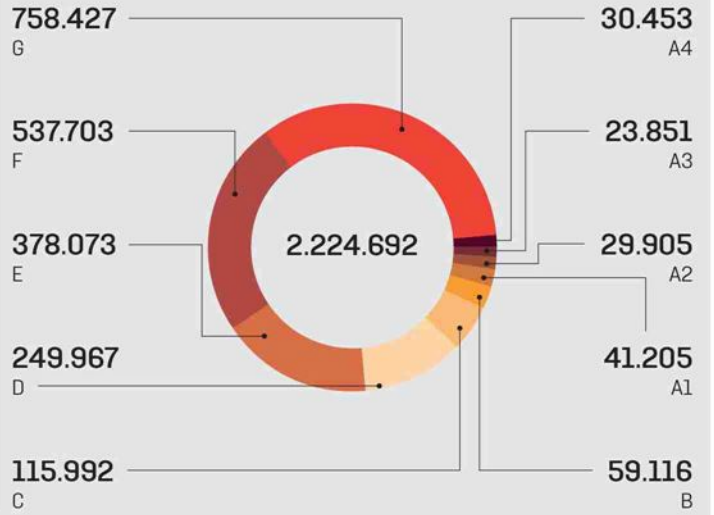 758.427
G
30.453
A4
537.703
F
23.851
A3
378.073
E
2.224.692
29.905
A2
249.967
D
41.205
A1
115.992
C
59.116
B